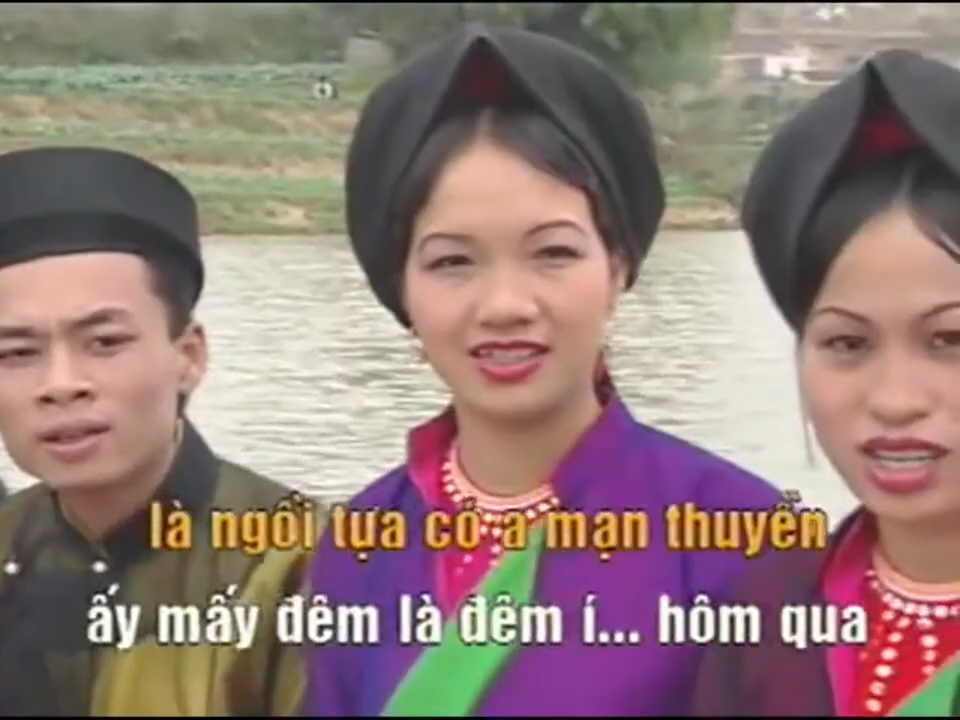 là ngồi tựa có a mạn thuyền
ấy mấy đêm là đêm í... hôm qua